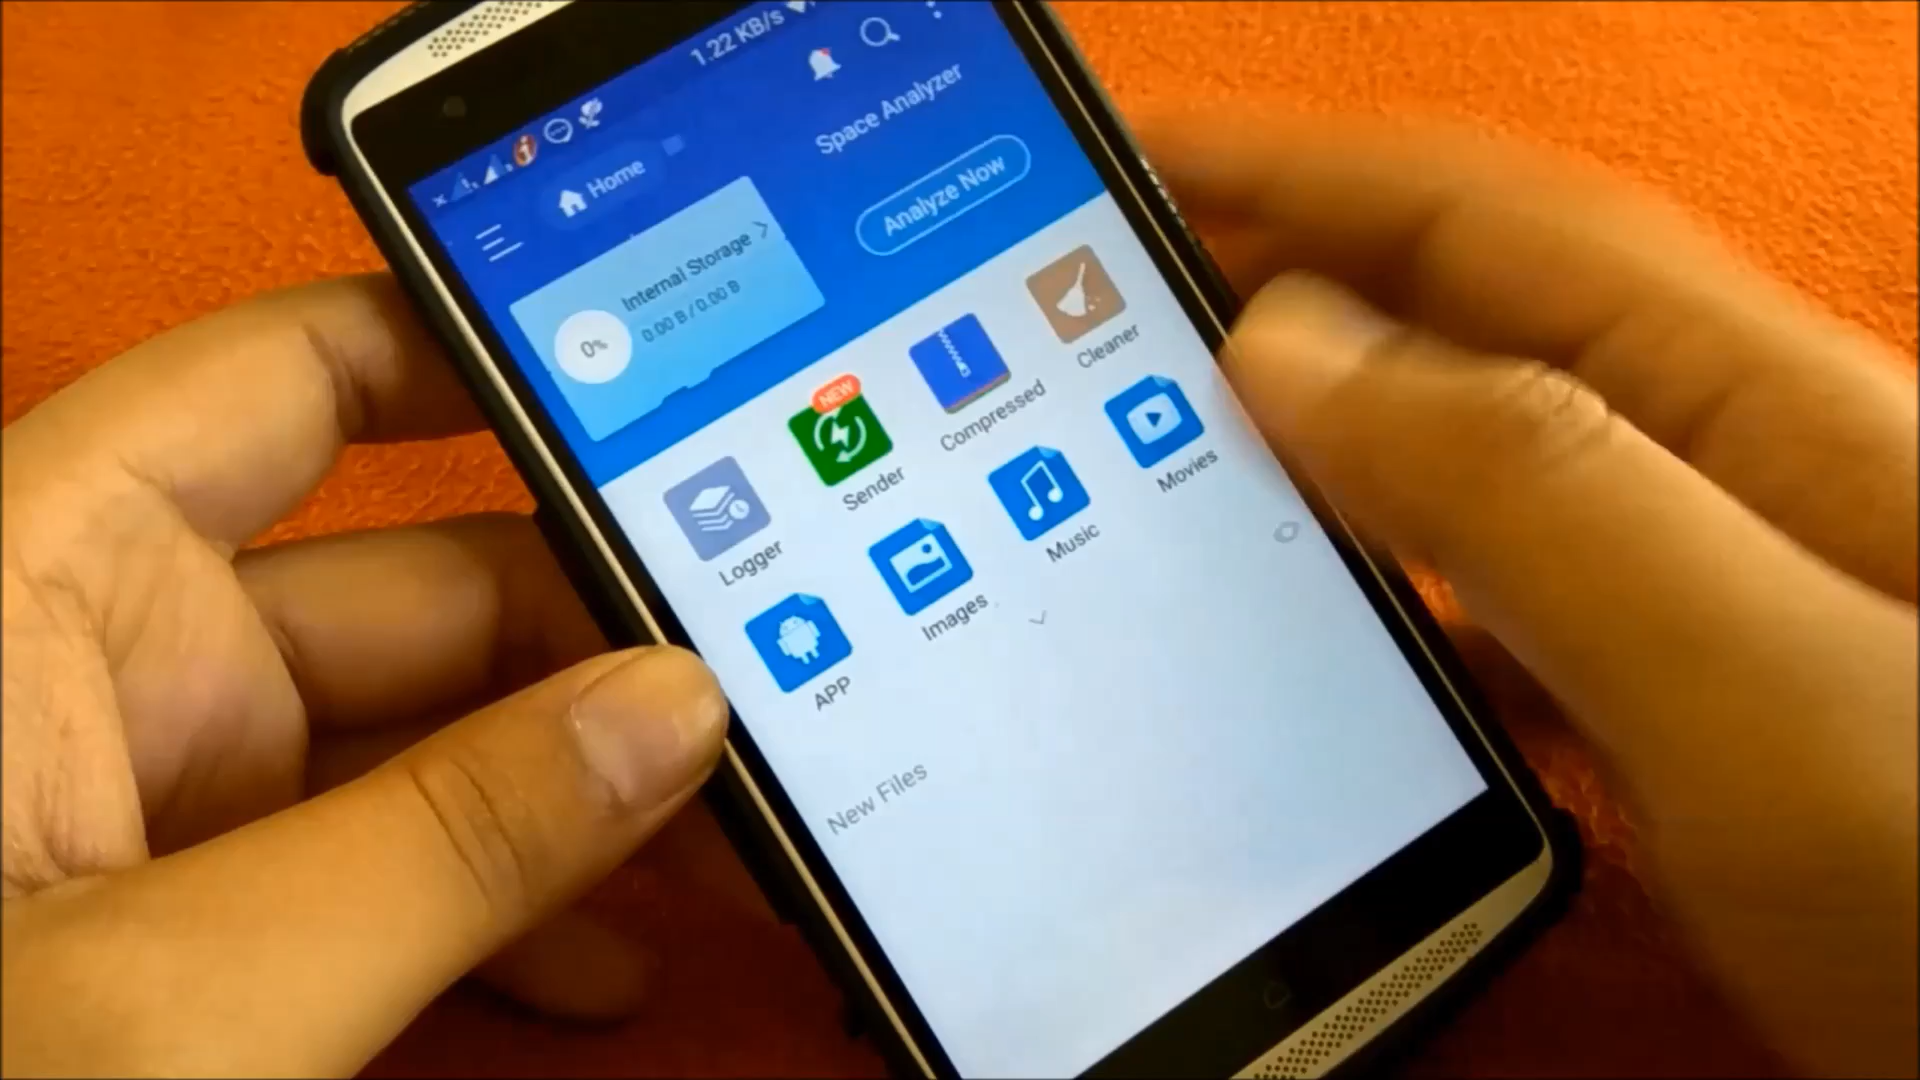 1.22 KB/s
Home
Space Analyzer
Analyze Now
Internal Storage
0%
0.00 B / 0.00 B
NEW
Logger
Sender
Compressed
Cleaner
APP
Images
Music
Movies
New Files